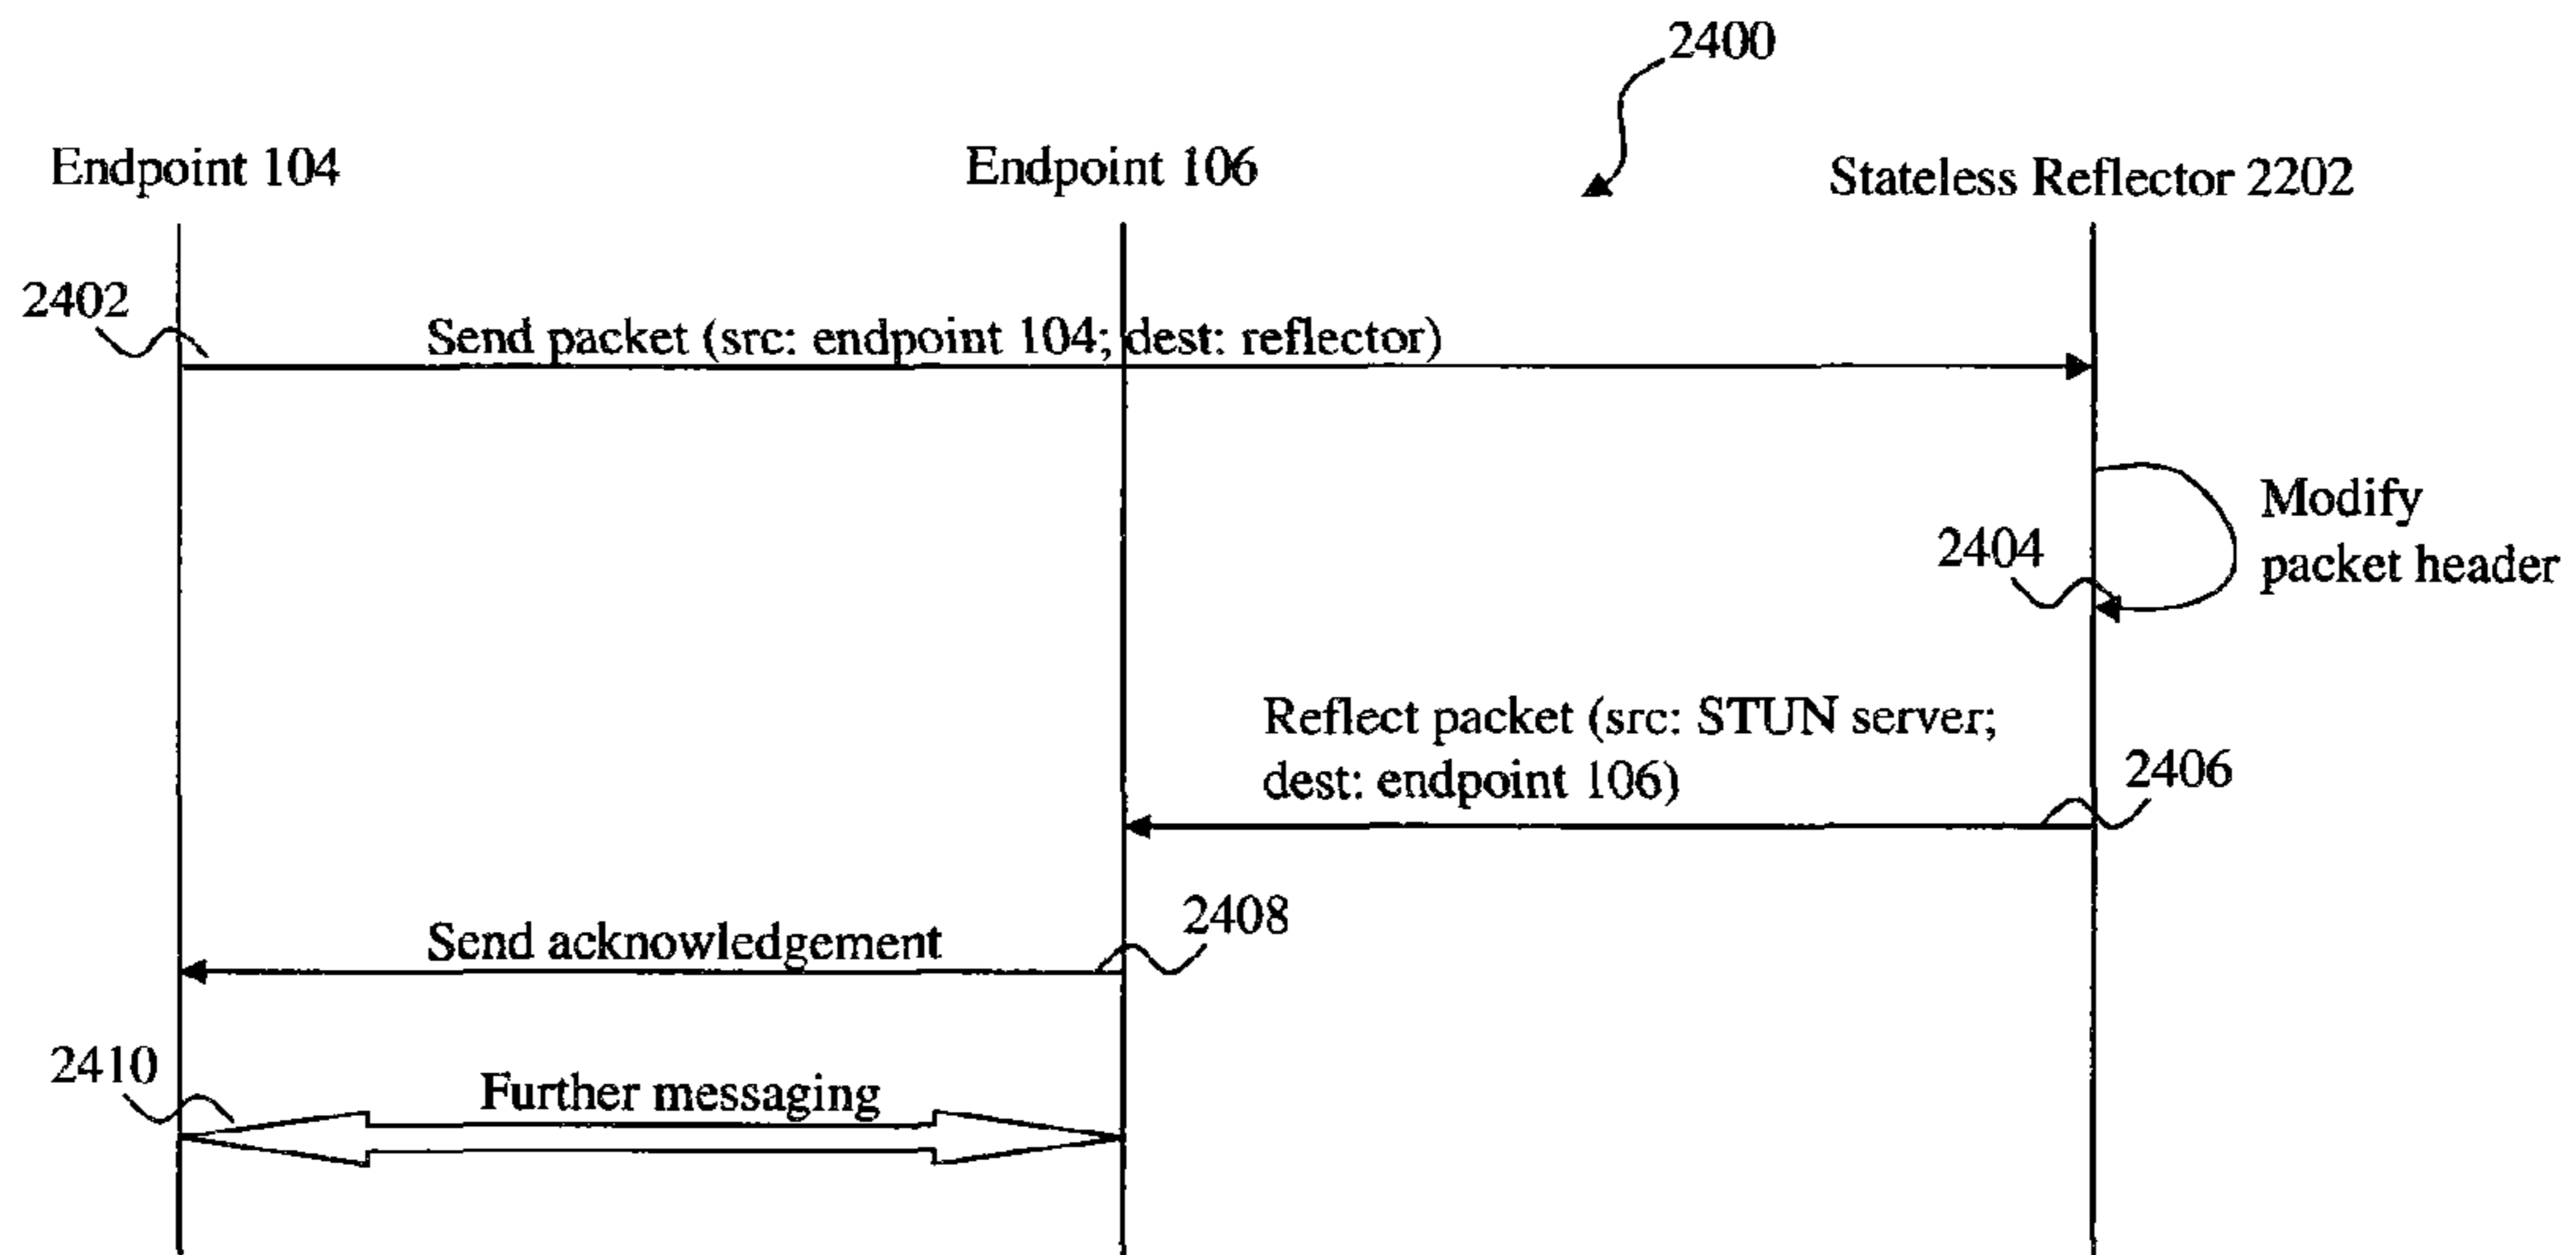 2400
Endpoint 104
Endpoint 106
Stateless Reflector 2202
2402
Send packet (src: endpoint 104; dest: reflector)
Modify
packet header
2404
Reflect packet (src: STUN server;
dest: endpoint 106)
2406
2408
Send acknowledgement
2410
Further messaging